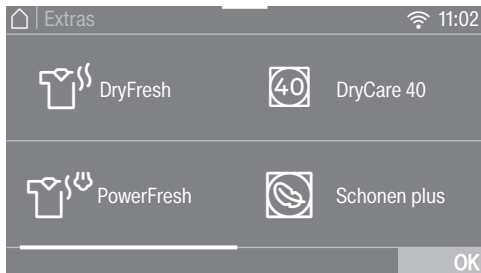 Extras 11:02
DryFresh
40 DryCare 40
PowerFresh
Schonen plus
OK